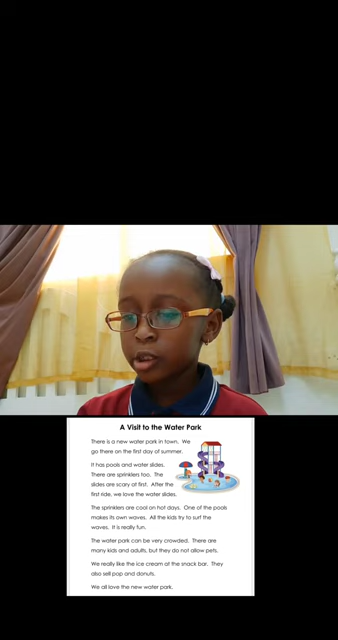 A Visit to the Water Park
There is a new water park in town. We
go there on the first day of summer.
It has pools and water slides.
There are sprinklers too. The
slides are scary at first. After the
first ride, we love the water slides.
The sprinklers are cool on hot days. One of the pools
makes its own waves. All the kids try to surf the
waves. It is really fun.
The water park can be very crowded. There are
many kids and adults, but they do not allow pets.
We really like the ice cream at the snack bar. They
also sell pop and donuts.
We all love the new water park.